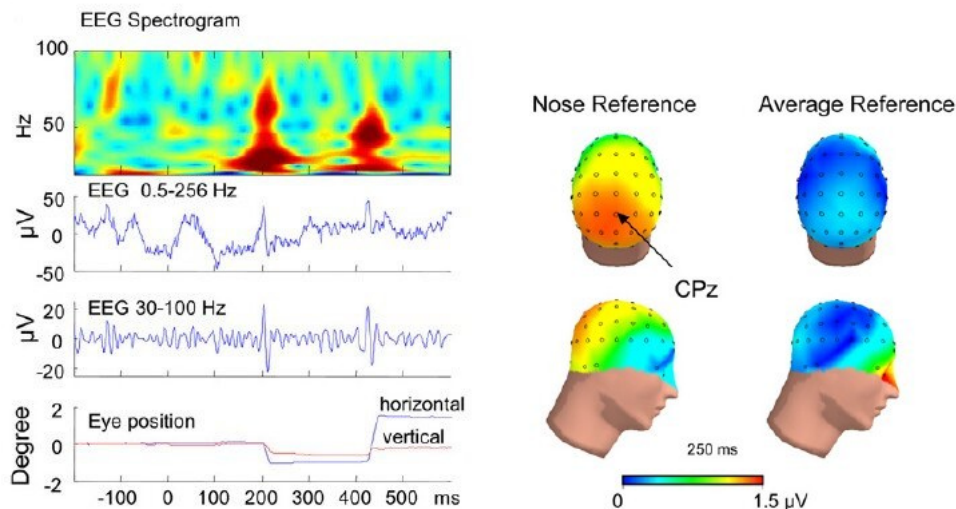 EEG Spectrogram
100
50
Hz
EEG 0.5-256 Hz
50
0
-50
µV
EEG 30-100 Hz
20
0
-20
µV
Eye position
horizontal
vertical
2
0
-2
Degree
-100 0 100 200 300 400 500 ms
Nose Reference
Average Reference
CPz
250 ms
0 1.5 µV